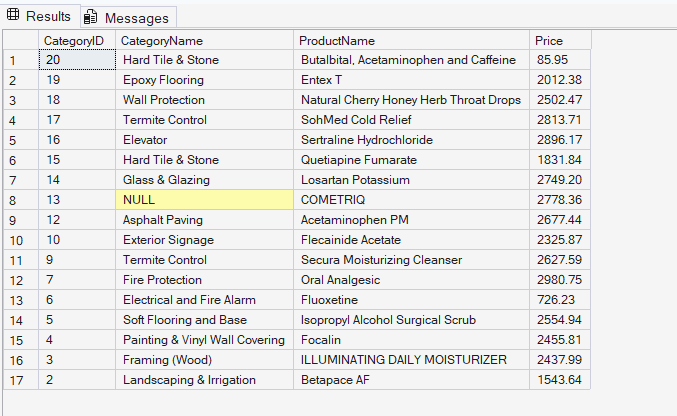 Results Messages
CategoryID CategoryName ProductName Price
1 20 Hard Tile & Stone Butalbital, Acetaminophen and Caffeine 85.95
2 19 Epoxy Flooring Entex T 2012.38
3 18 Wall Protection Natural Cherry Honey Herb Throat Drops 2502.47
4 17 Termite Control SohMed Cold Relief 2813.71
5 16 Elevator Sertraline Hydrochloride 2896.17
6 15 Hard Tile & Stone Quetiapine Fumarate 1831.84
7 14 Glass & Glazing Losartan Potassium 2749.20
8 13 NULL COMETRIQ 2778.36
9 12 Asphalt Paving Acetaminophen PM 2677.44
10 10 Exterior Signage Flecainide Acetate 2325.87
11 9 Termite Control Secura Moisturizing Cleanser 2627.59
12 7 Fire Protection Oral Analgesic 2980.75
13 6 Electrical and Fire Alarm Fluoxetine 726.23
14 5 Soft Flooring and Base Isopropyl Alcohol Surgical Scrub 2554.94
15 4 Painting & Vinyl Wall Covering Focalin 2455.81
16 3 Framing (Wood) ILLUMINATING DAILY MOISTURIZER 2437.99
17 2 Landscaping & Irrigation Betapace AF 1543.64